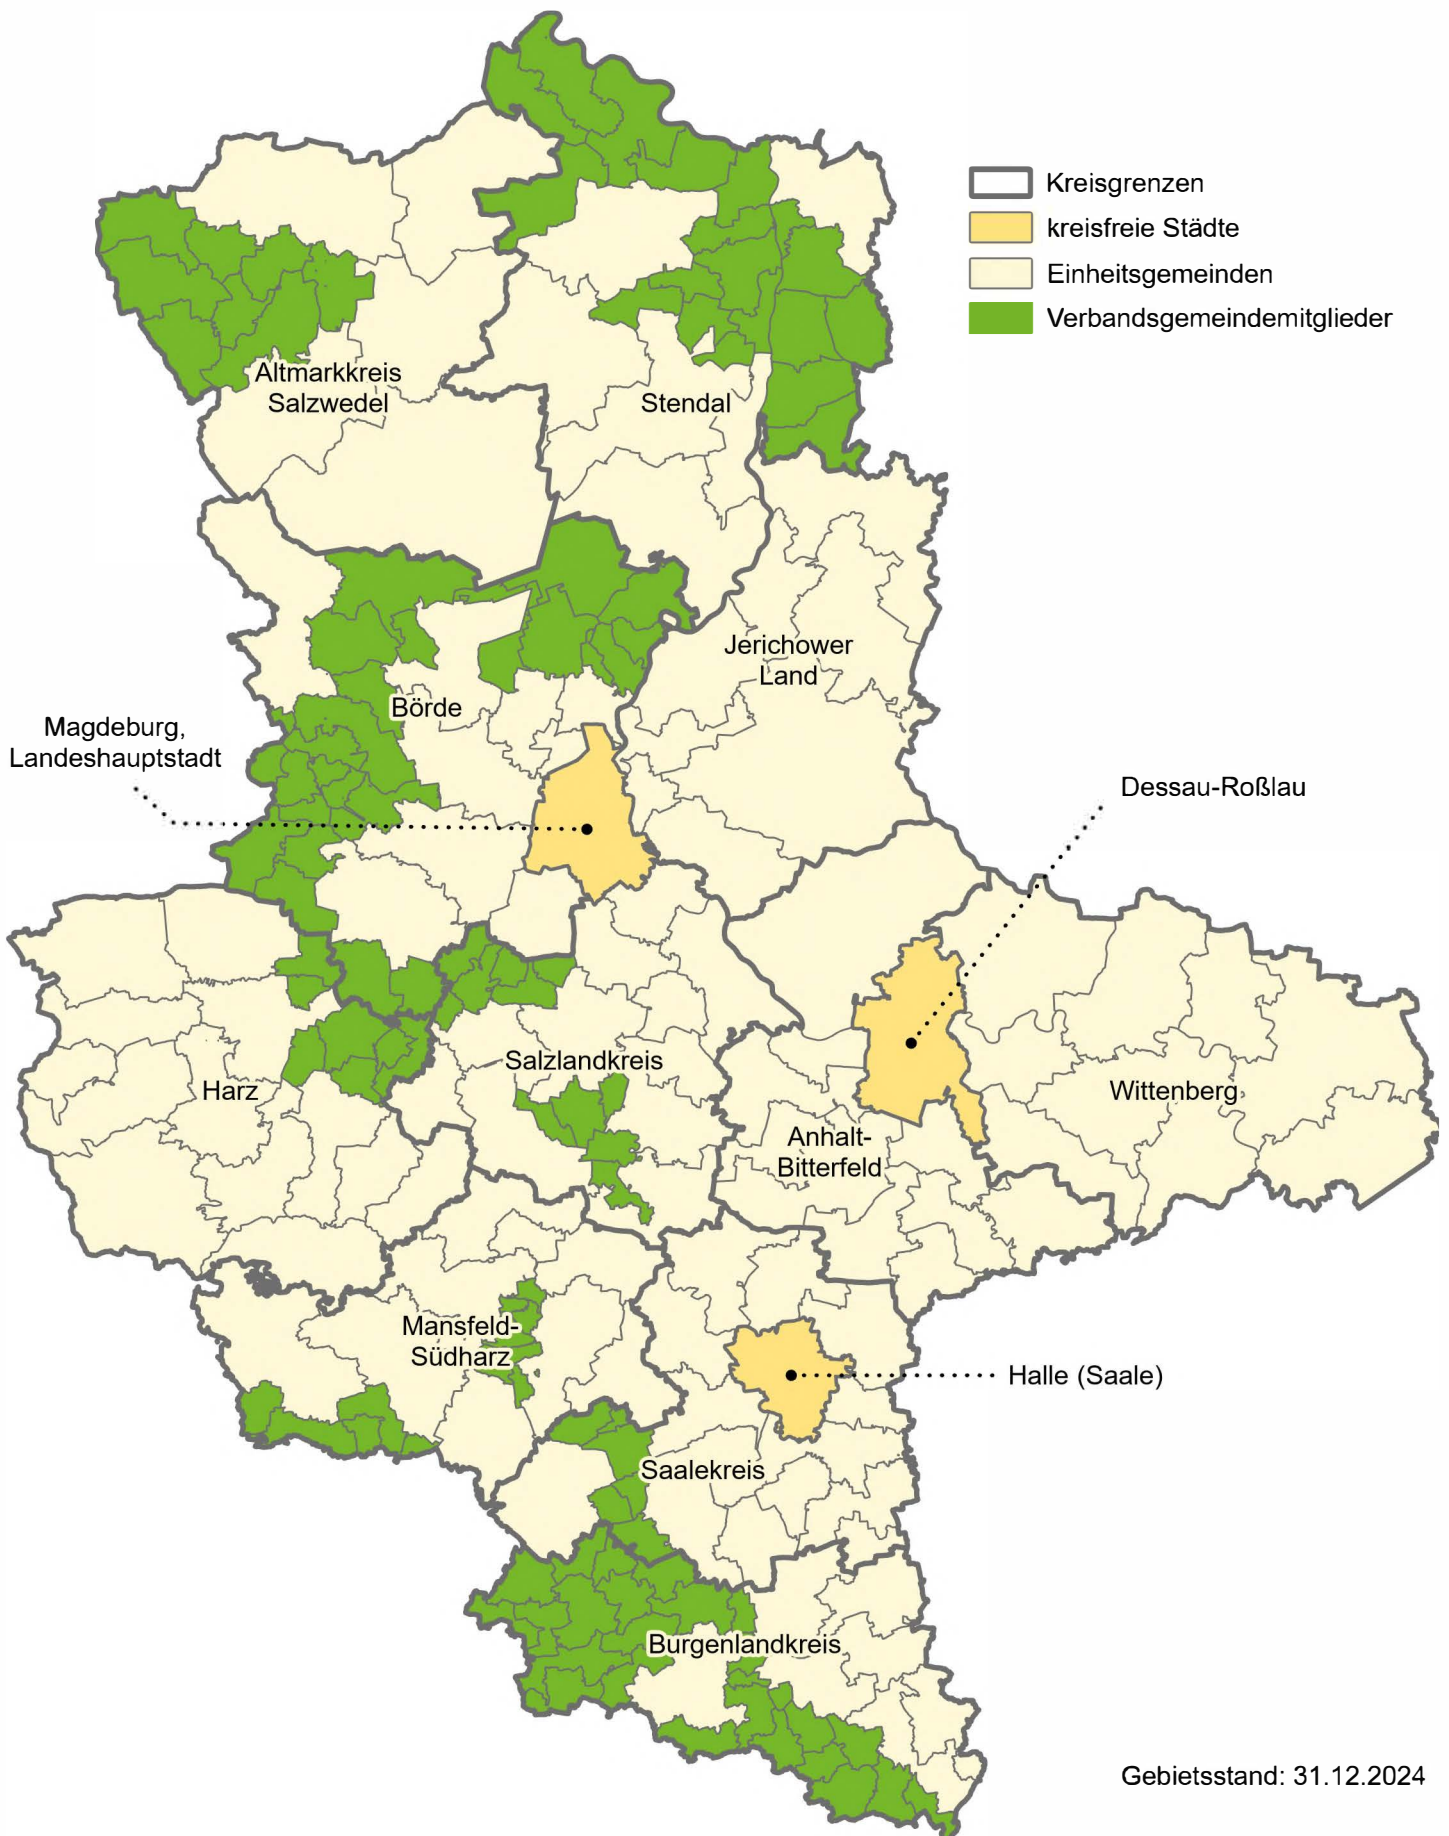 Kreisgrenzen
kreisfreie Städte
Einheitsgemeinden
Verbandsgemeindemitglieder
Altmarkkreis
Salzwedel
Stendal
Jerichower
Land
Börde
Magdeburg,
Landeshauptstadt
Dessau-Roßlau
Salzlandkreis
Harz
Wittenberg
Anhalt-
Bitterfeld
Mansfeld-
Südharz
Halle (Saale)
Saalekreis
Burgenlandkreis
Gebietsstand: 31.12.2024